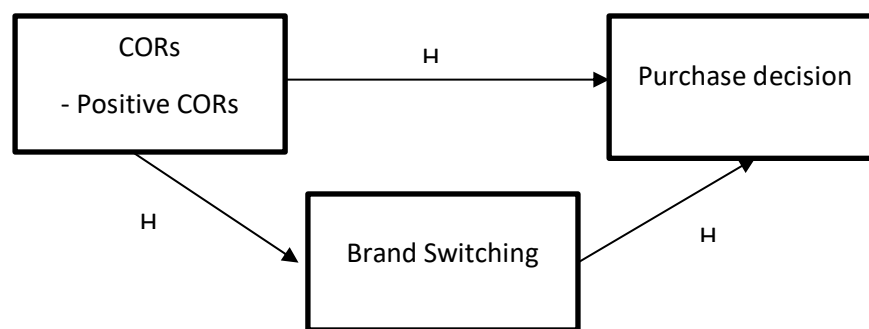 CORs
- Positive CORs
H
Purchase decision
H
Brand Switching
H